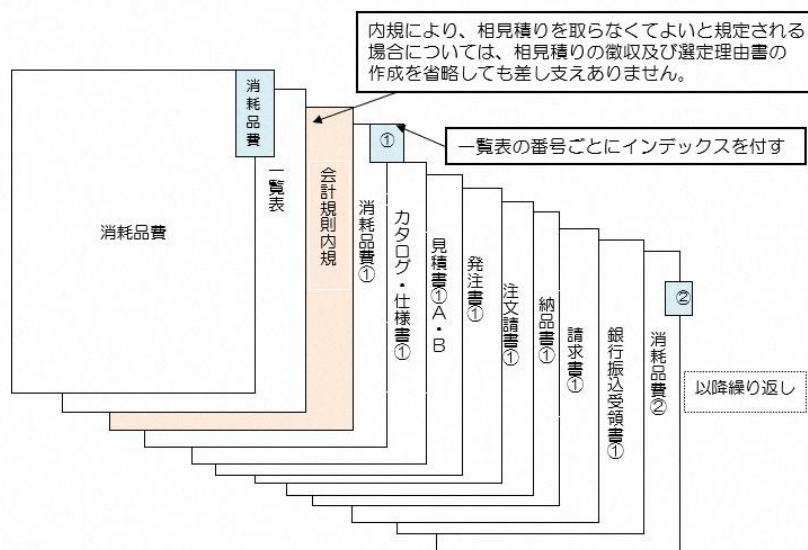 内規により、相見積りを取らなくてよいと規定される
場合については、相見積りの徴収及び選定理由書の
作成を省略しても差し支えありません。
一覧表の番号ごとにインデックスを付す
消耗品費
消耗品費
一覧表
会計規則内規
①
消耗品費①
カタログ・仕様書①
見積書①A・B
発注書①
注文請書①
納品書①
請求書①
銀行振込受領書①
②
消耗品費②
以降繰り返し